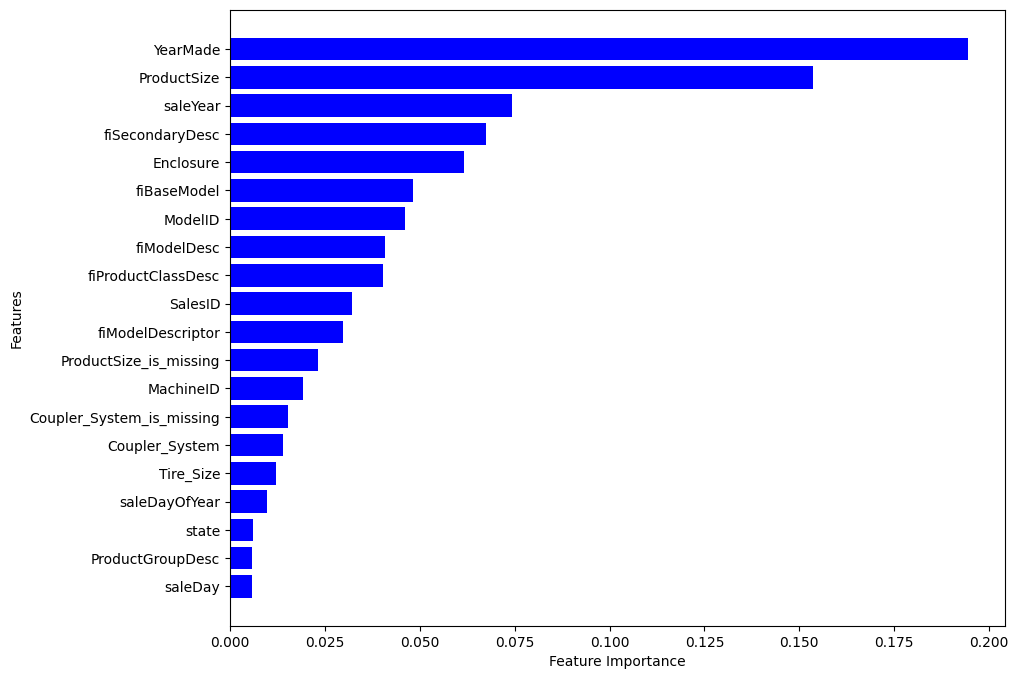 YearMade
ProductSize
saleYear
fiSecondaryDesc
Enclosure
fiBaseModel
ModelID
fiModelDesc
fiProductClassDesc
SalesID
fiModelDescriptor
ProductSize_is_missing
MachineID
Coupler_System_is_missing
Coupler_System
Tire_Size
saleDayOfYear
state
ProductGroupDesc
saleDay
Features
0.000 0.025 0.050 0.075 0.100 0.125 0.150 0.175 0.200
Feature Importance